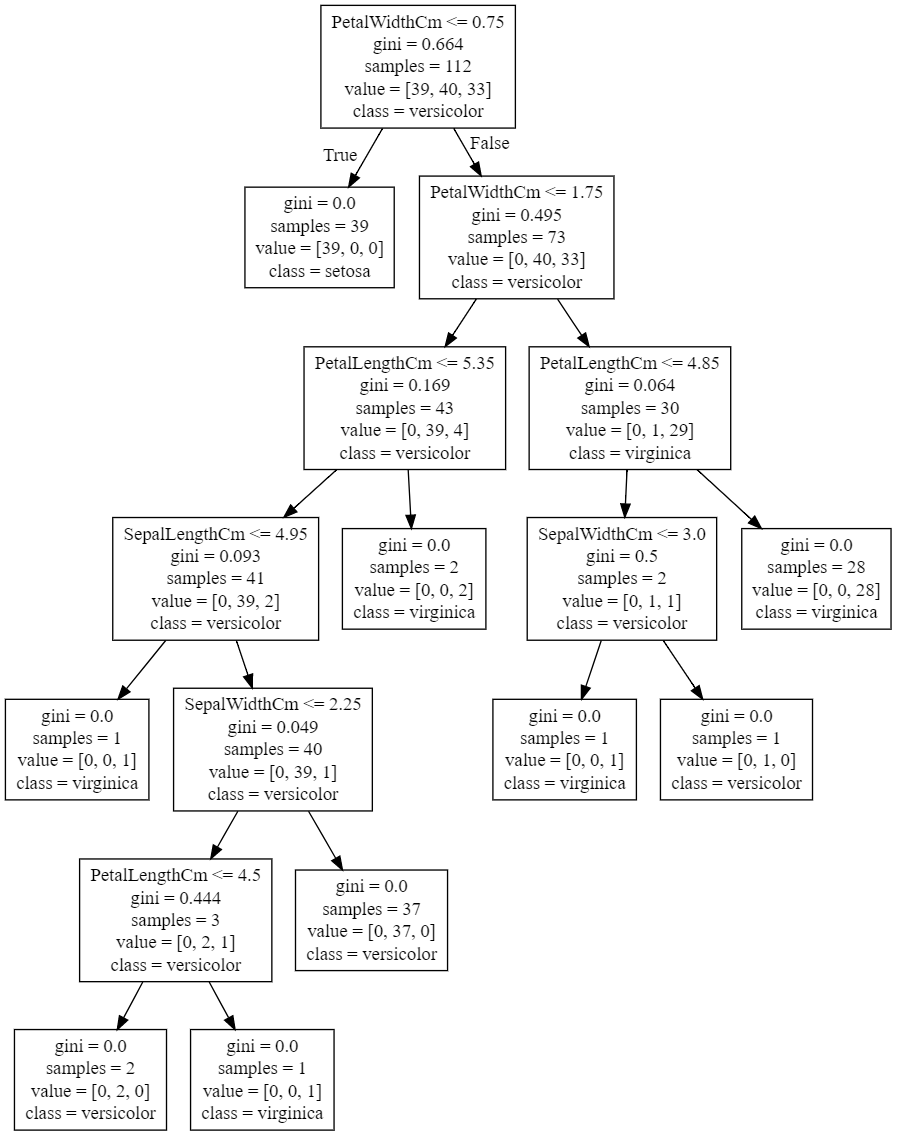 PetalWidthCm <= 0.75
gini = 0.664
samples = 112
value = [39, 40, 33]
class = versicolor
True
False
gini = 0.0
samples = 39
value = [39, 0, 0]
class = setosa
PetalWidthCm <= 1.75
gini = 0.495
samples = 73
value = [0, 40, 33]
class = versicolor
PetalLengthCm <= 5.35
gini = 0.169
samples = 43
value = [0, 39, 4]
class = versicolor
PetalLengthCm <= 4.85
gini = 0.064
samples = 30
value = [0, 1, 29]
class = virginica
SepalLengthCm <= 4.95
gini = 0.093
samples = 41
value = [0, 39, 2]
class = versicolor
gini = 0.0
samples = 2
value = [0, 0, 2]
class = virginica
SepalWidthCm <= 3.0
gini = 0.5
samples = 2
value = [0, 1, 1]
class = versicolor
gini = 0.0
samples = 28
value = [0, 0, 28]
class = virginica
gini = 0.0
samples = 1
value = [0, 0, 1]
class = virginica
SepalWidthCm <= 2.25
gini = 0.049
samples = 40
value = [0, 39, 1]
class = versicolor
gini = 0.0
samples = 1
value = [0, 0, 1]
class = virginica
gini = 0.0
samples = 1
value = [0, 1, 0]
class = versicolor
PetalLengthCm <= 4.5
gini = 0.444
samples = 3
value = [0, 2, 1]
class = versicolor
gini = 0.0
samples = 37
value = [0, 37, 0]
class = versicolor
gini = 0.0
samples = 2
value = [0, 2, 0]
class = versicolor
gini = 0.0
samples = 1
value = [0, 0, 1]
class = virginica